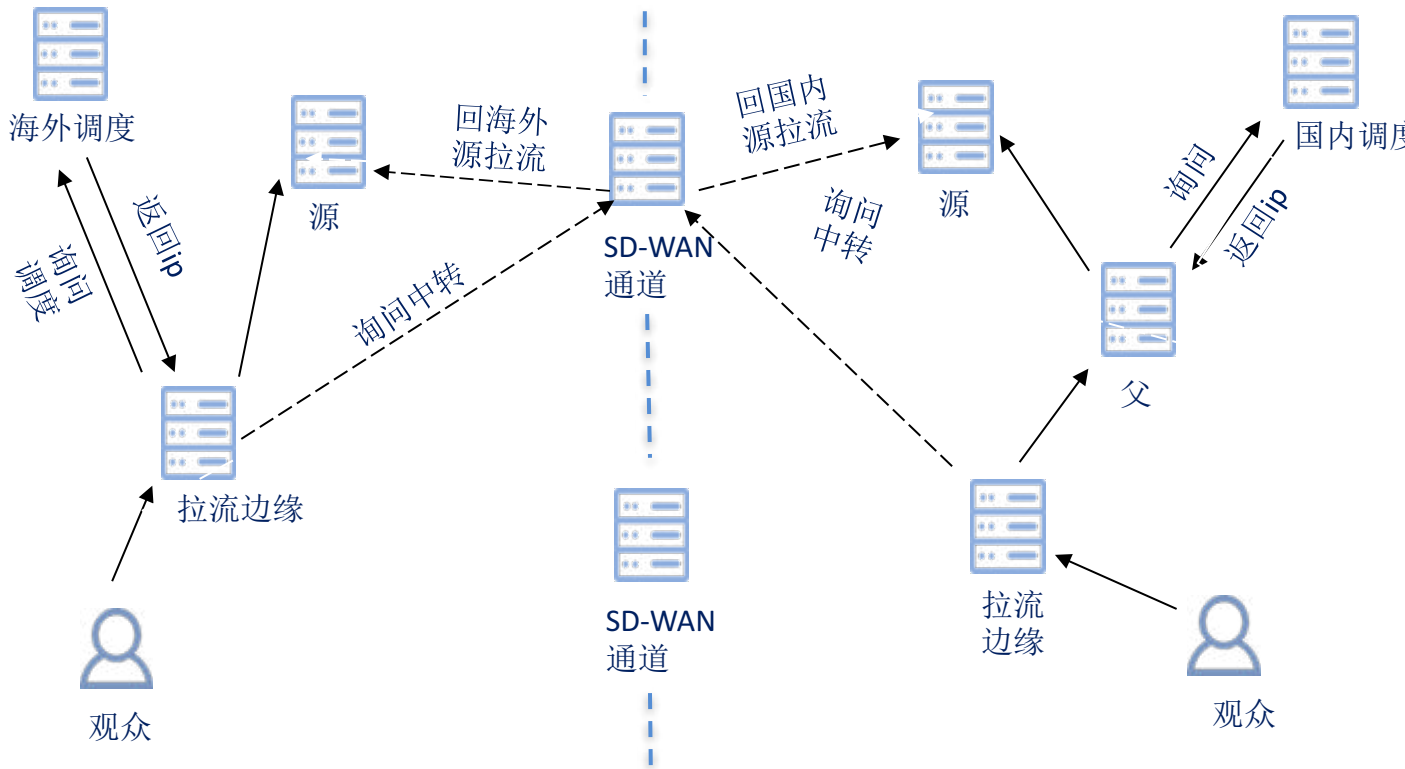 海外调度
返回ip
询问
调度
源
回海外
源拉流
询问中转
拉流边缘
观众
SD-WAN
通道
SD-WAN
通道
回国内
源拉流
询问
中转
源
国内调度
询问
返回ip
父
拉流
边缘
观众